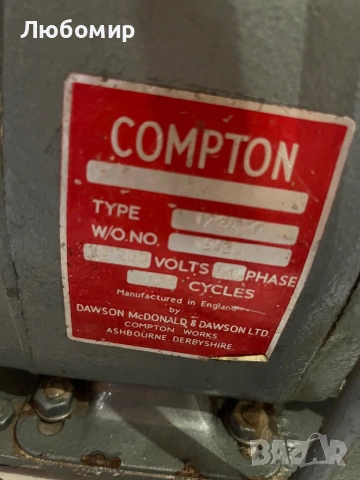 Любомир
COMPTON
TYPE
W/O.NO.
VOLTS PHASE
CYCLES
Manufactured in England
by
DAWSON McDONALD & DAWSON LTD.
COMPTON WORKS
ASHBOURNE. DERBYSHIRE.
BAZAR